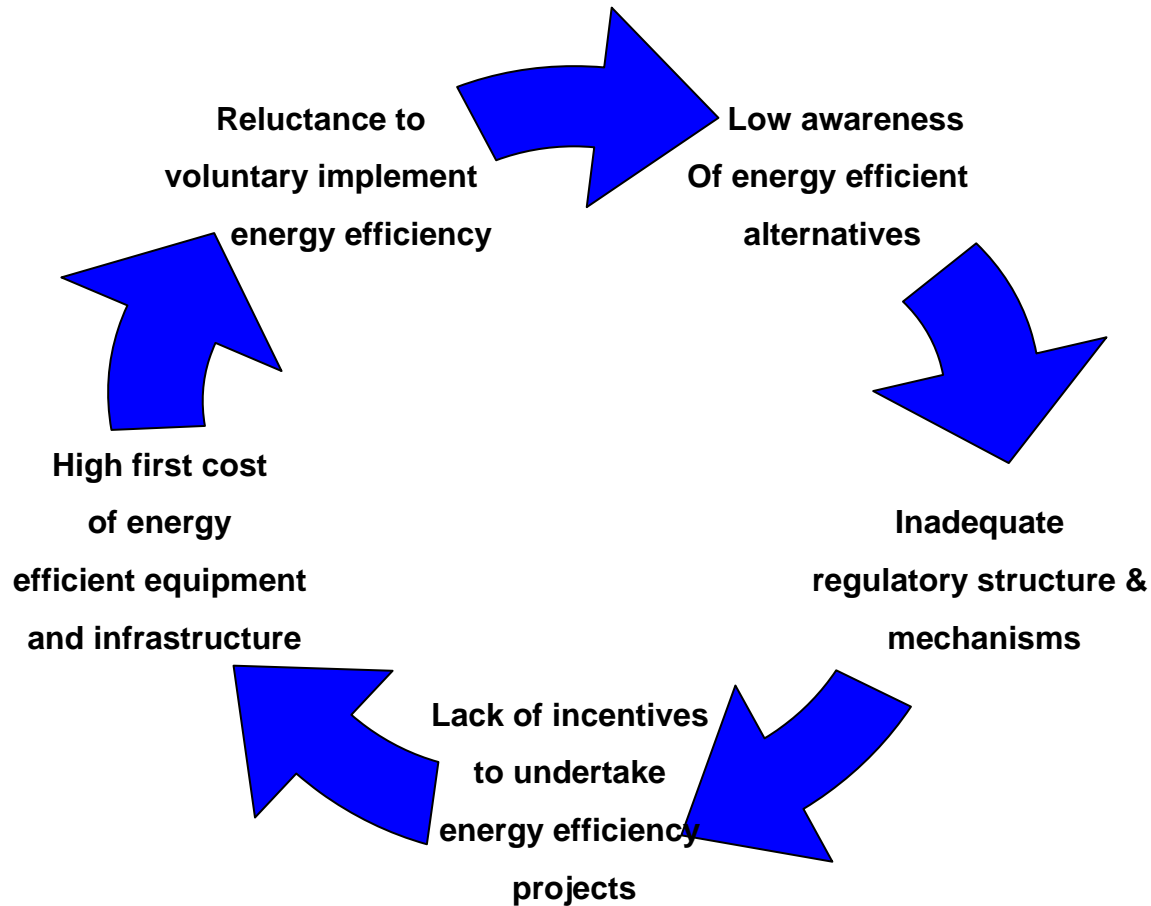 Reluctance to
voluntary implement
energy efficiency
Low awareness
Of energy efficient
alternatives
Inadequate
regulatory structure &
mechanisms
Lack of incentives
to undertake
energy efficiency
projects
High first cost
of energy
efficient equipment
and infrastructure